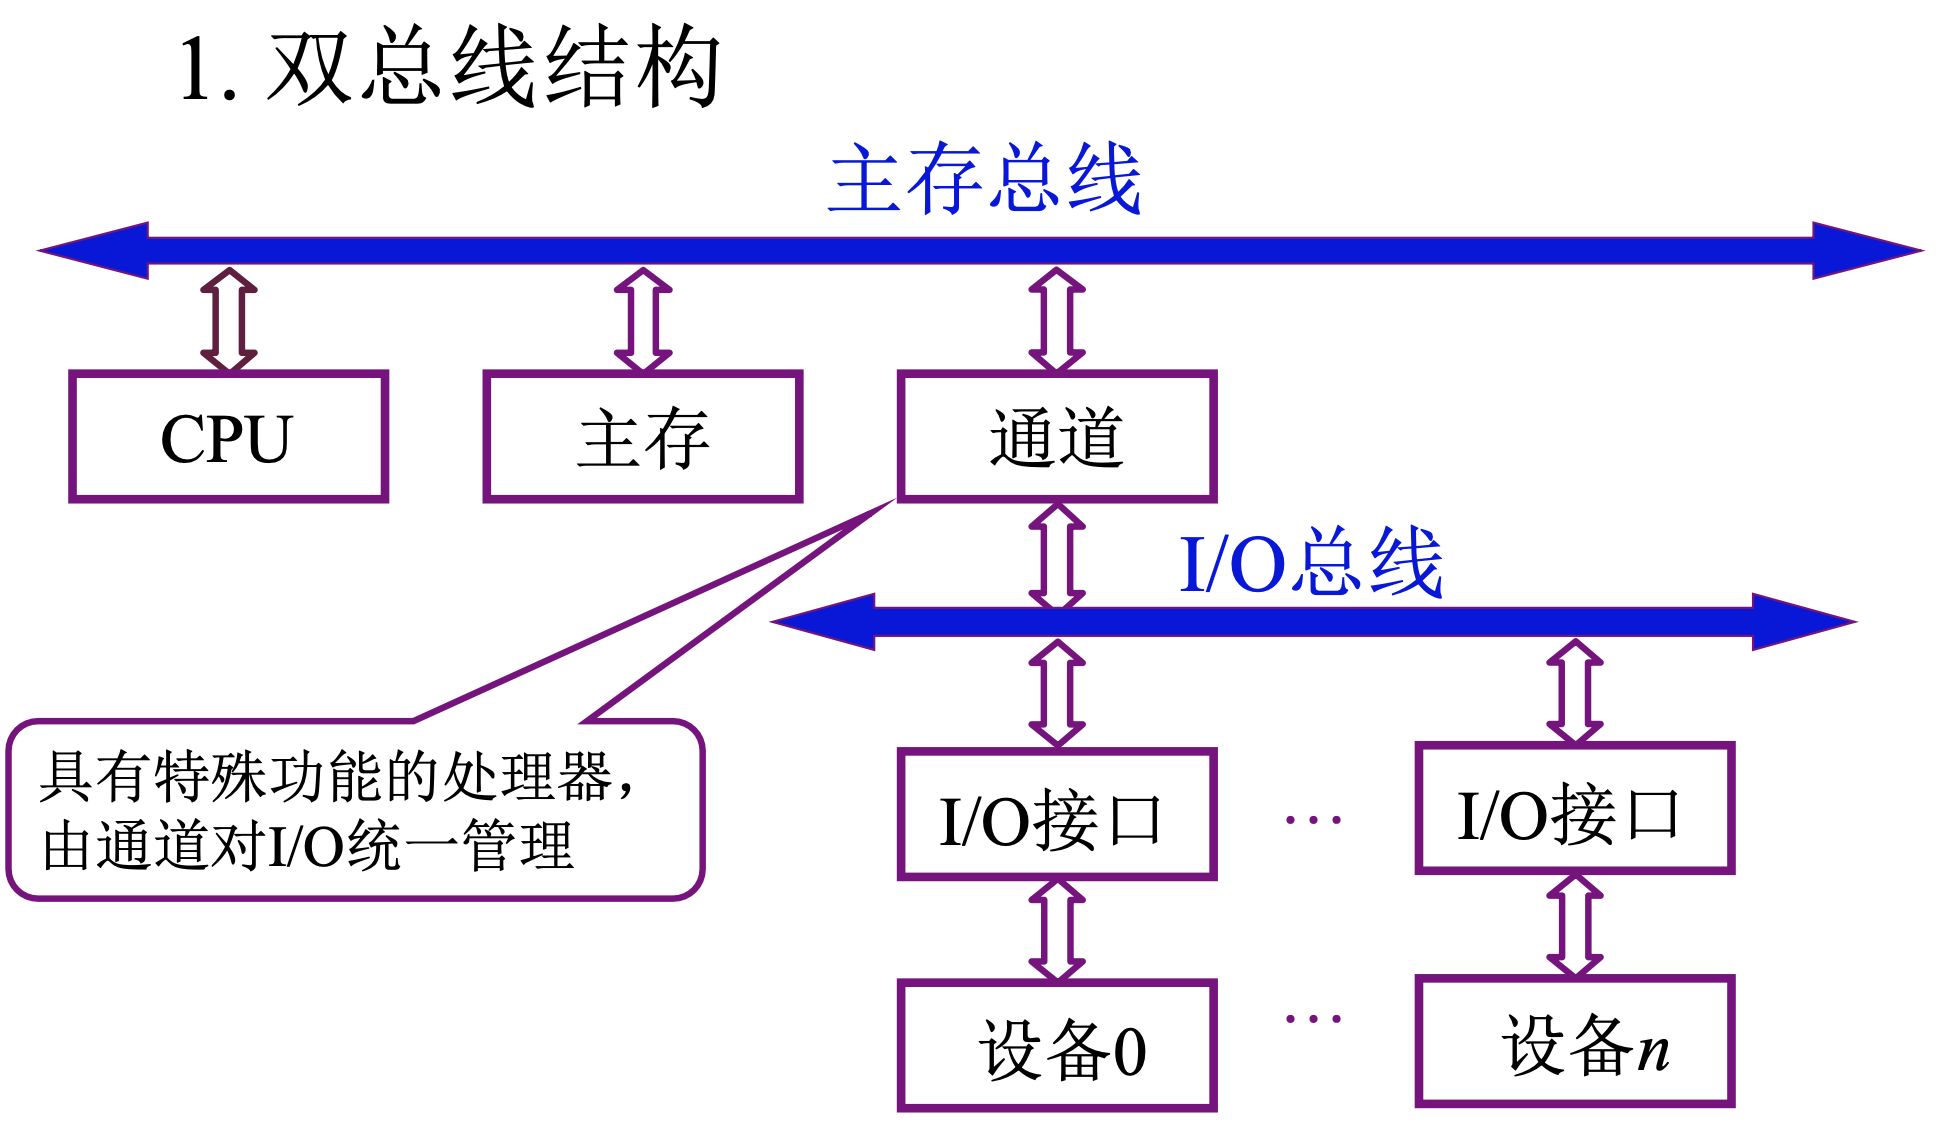 1. 双总线结构
主存总线
CPU
主存
通道
I/O总线
具有特殊功能的处理器，
由通道对I/O统一管理
I/O接口
…
I/O接口
设备0
…
设备n